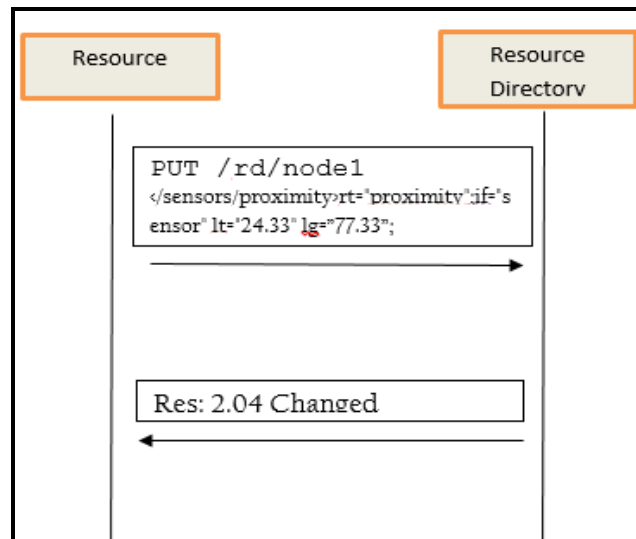 Resource
Resource
Directory
PUT /rd/node1
</sensors/proximity>rt="proximity";if="s
ensor" lt="24.33" lg="77.33";
Res: 2.04 Changed